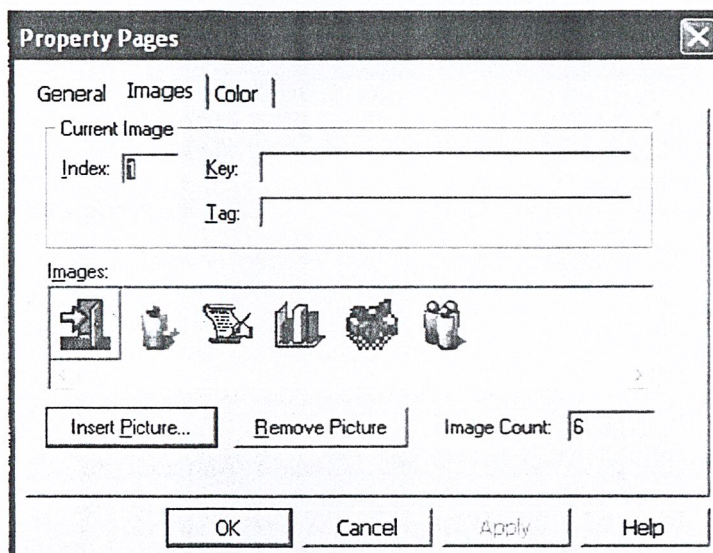 Property Pages
General Images Color
Current Image
Index: 1 Key:
Tag:
Images:
Insert Picture... Remove Picture Image Count: 6
OK Cancel Apply Help